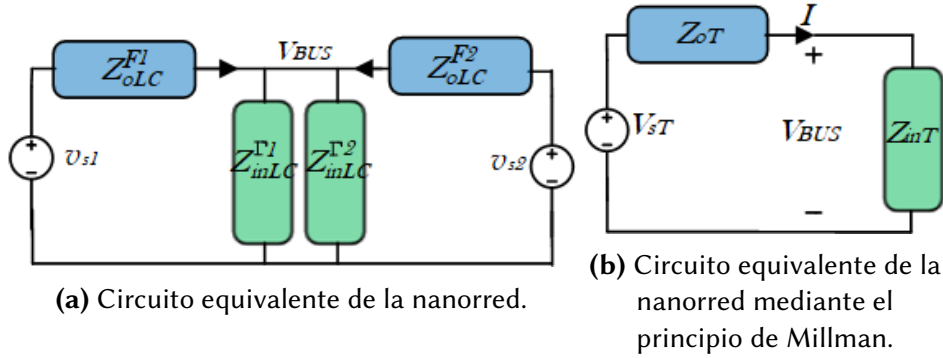 Z_{oLC}^{F1}
V_{BUS}
Z_{oLC}^{F2}
+
−
v_{s1}
Z_{inLC}^{Γ1}
Z_{inLC}^{Γ2}
v_{s2}
+
−
(a) Circuito equivalente de la nanorred.
Z_{oT}
I
+
+
−
V_{sT}
V_{BUS}
Z_{inT}
−
(b) Circuito equivalente de la
nanorred mediante el
principio de Millman.